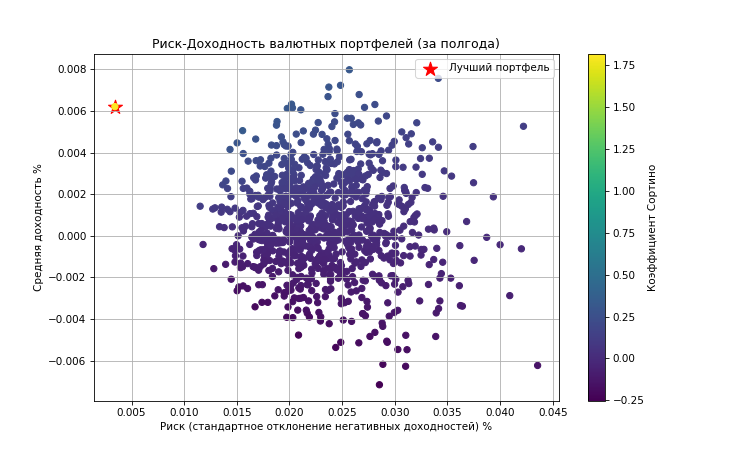 Риск-Доходность валютных портфелей (за полгода)
Лучший портфель
Средняя доходность %
0.008
0.006
0.004
0.002
0.000
−0.002
−0.004
−0.006
0.005 0.010 0.015 0.020 0.025 0.030 0.035 0.040 0.045
Риск (стандартное отклонение негативных доходностей) %
1.75
1.50
1.25
1.00
0.75
0.50
0.25
0.00
−0.25
Коэффициент Сортино